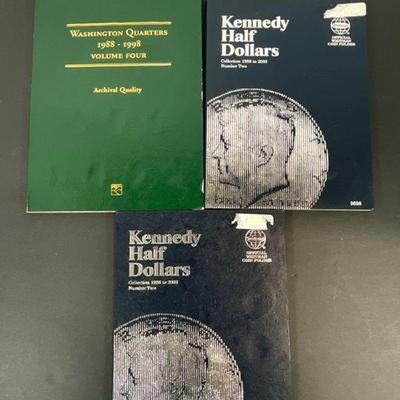 WASHINGTON QUARTERS
1988 - 1998
VOLUME FOUR
Archival Quality
Kennedy
Half
Dollars
Collection 1986 to 2003
Number Two
OFFICIAL
WHITMAN
COIN FOLDER
Kennedy
Half
Dollars
Collection 1986 to 2003
Number Two
OFFICIAL
WHITMAN
COIN FOLDER